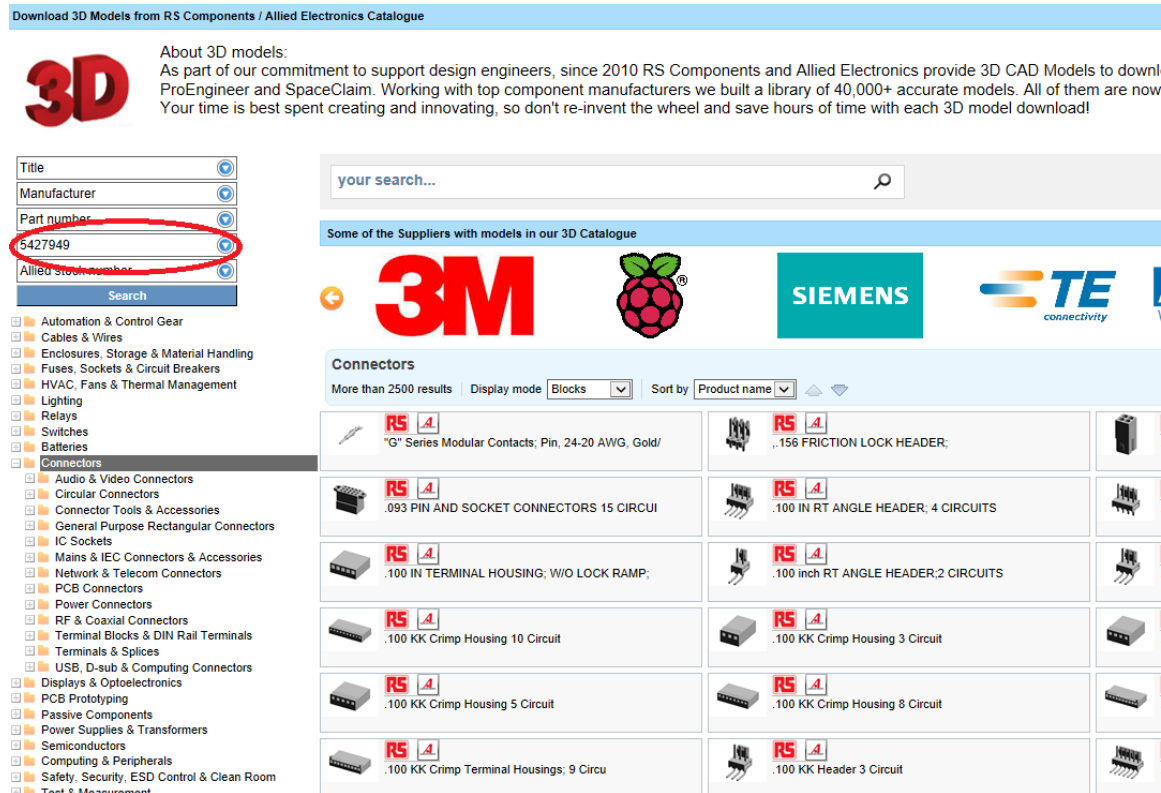 Download 3D Models from RS Components / Allied Electronics Catalogue
3D
About 3D models:
As part of our commitment to support design engineers, since 2010 RS Components and Allied Electronics provide 3D CAD Models to downl
ProEngineer and SpaceClaim. Working with top component manufacturers we built a library of 40,000+ accurate models. All of them are now
Your time is best spent creating and innovating, so don't re-invent the wheel and save hours of time with each 3D model download!
Title
Manufacturer
Part number
5427949
Allied stock number
Search
Automation & Control Gear
Cables & Wires
Enclosures, Storage & Material Handling
Fuses, Sockets & Circuit Breakers
HVAC, Fans & Thermal Management
Lighting
Relays
Switches
Batteries
Connectors
Audio & Video Connectors
Circular Connectors
Connector Tools & Accessories
General Purpose Rectangular Connectors
IC Sockets
Mains & IEC Connectors & Accessories
Network & Telecom Connectors
PCB Connectors
Power Connectors
RF & Coaxial Connectors
Terminal Blocks & DIN Rail Terminals
Terminals & Splices
USB, D-sub & Computing Connectors
Displays & Optoelectronics
PCB Prototyping
Passive Components
Power Supplies & Transformers
Semiconductors
Computing & Peripherals
Safety, Security, ESD Control & Clean Room
Test & Measurement
your search...
Some of the Suppliers with models in our 3D Catalogue
3M
SIEMENS
TE
connectivity
Connectors
More than 2500 results Display mode Blocks Sort by Product name
RS A
"G" Series Modular Contacts; Pin, 24-20 AWG, Gold/
RS A
,.156 FRICTION LOCK HEADER;
RS A
.093 PIN AND SOCKET CONNECTORS 15 CIRCUI
RS A
.100 IN RT ANGLE HEADER; 4 CIRCUITS
RS A
.100 IN TERMINAL HOUSING; W/O LOCK RAMP;
RS A
.100 inch RT ANGLE HEADER;2 CIRCUITS
RS A
.100 KK Crimp Housing 10 Circuit
RS A
.100 KK Crimp Housing 3 Circuit
RS A
.100 KK Crimp Housing 5 Circuit
RS A
.100 KK Crimp Housing 8 Circuit
RS A
.100 KK Crimp Terminal Housings; 9 Circu
RS A
.100 KK Header 3 Circuit